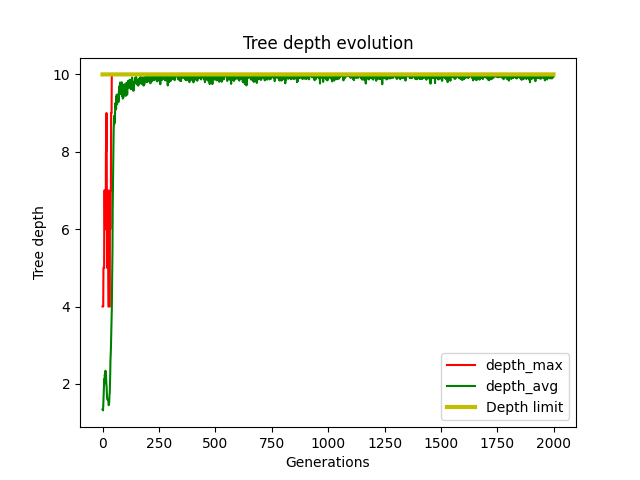 Tree depth evolution
Tree depth
10
8
6
4
2
0
250
500
750
1000
1250
1500
1750
2000
Generations
depth_max
depth_avg
Depth limit